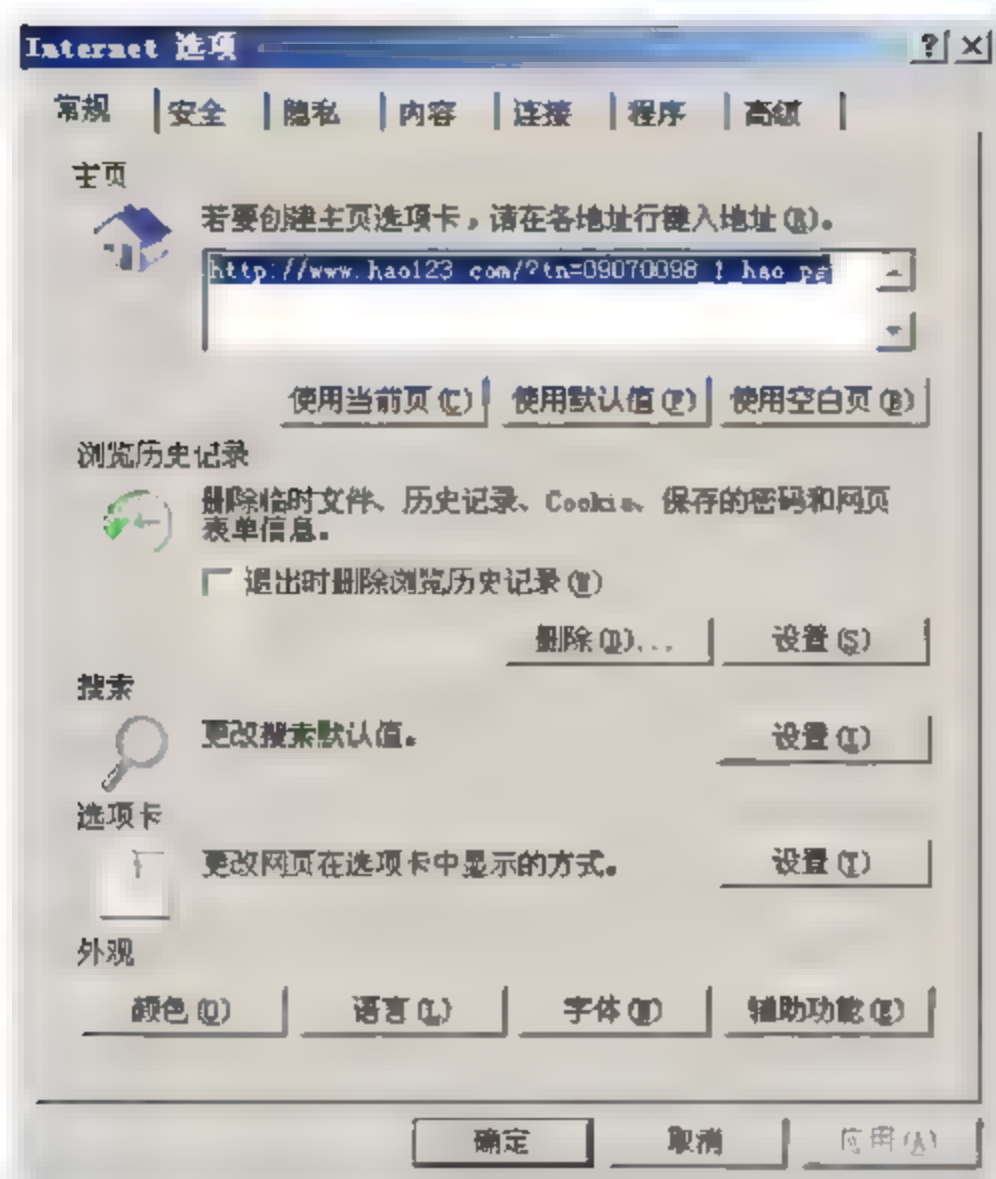 Internet 选项
常规 安全 隐私 内容 连接 程序 高级
主页
若要创建主页选项卡，请在各地址行键入地址(R)。
http://www.hao123.com/?tn=09070098_1_hao_pg
使用当前页(C) 使用默认值(F) 使用空白页(B)
浏览历史记录
删除临时文件、历史记录、Cookie、保存的密码和网页
表单信息。
退出时删除浏览历史记录(W)
删除(D)... 设置(S)
搜索
更改搜索默认值。
设置(I)
选项卡
更改网页在选项卡中显示的方式。
设置(T)
外观
颜色(O) 语言(L) 字体(N) 辅助功能(E)
确定 取消 应用(A)